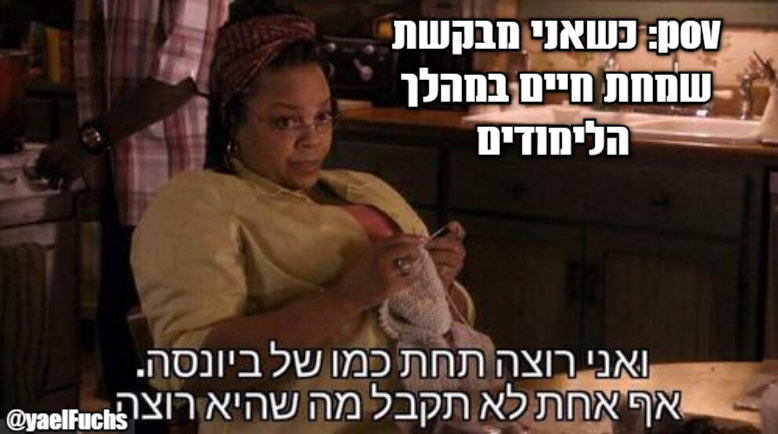 pov: כשאני מבקשת
שמחת חיים במהלך
הלימודים
ואני רוצה תחת כמו של ביונסה.
אף אחת לא תקבל מה שהיא רוצה.
@yaelFuchs